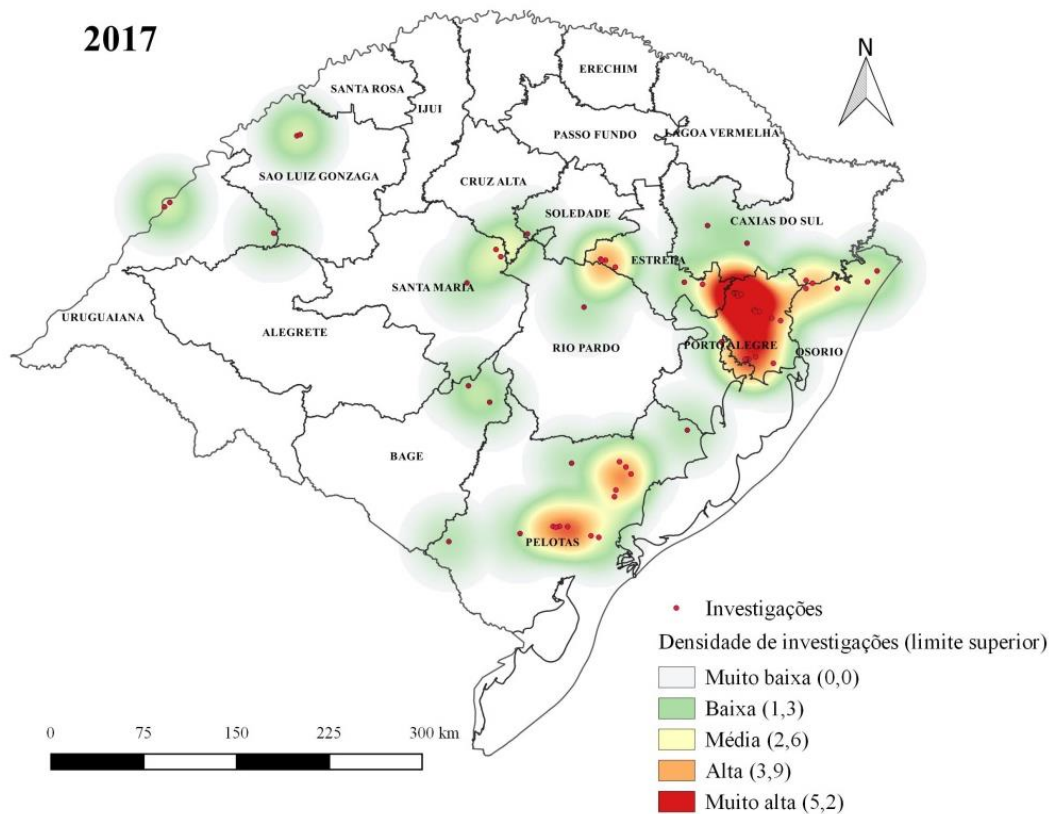 2017
N
ERECHIM
SANTA ROSA
IJUI
PASSO FUNDO
LAGOA VERMELHA
SAO LUIZ GONZAGA
CRUZ ALTA
SOLEDADE
CAXIAS DO SUL
ESTRELA
SANTA MARIA
URUGUAIANA
ALEGRETE
RIO PARDO
PORTO ALEGRE
OSORIO
BAGE
PELOTAS
Investigações
Densidade de investigações (limite superior)
Muito baixa (0,0)
Baixa (1,3)
Média (2,6)
Alta (3,9)
Muito alta (5,2)
0 75 150 225 300 km